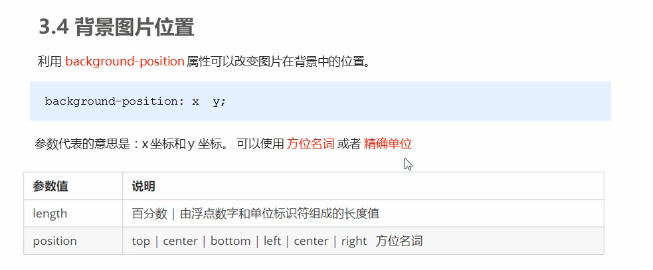 3.4 背景图片位置
利用 background-position 属性可以改变图片在背景中的位置。
background-position: x  y;
参数代表的意思是：x 坐标和 y 坐标。 可以使用 方位名词 或者 精确单位
参数值 说明
length 百分数 | 由浮点数字和单位标识符组成的长度值
position top | center | bottom | left | center | right 方位名词